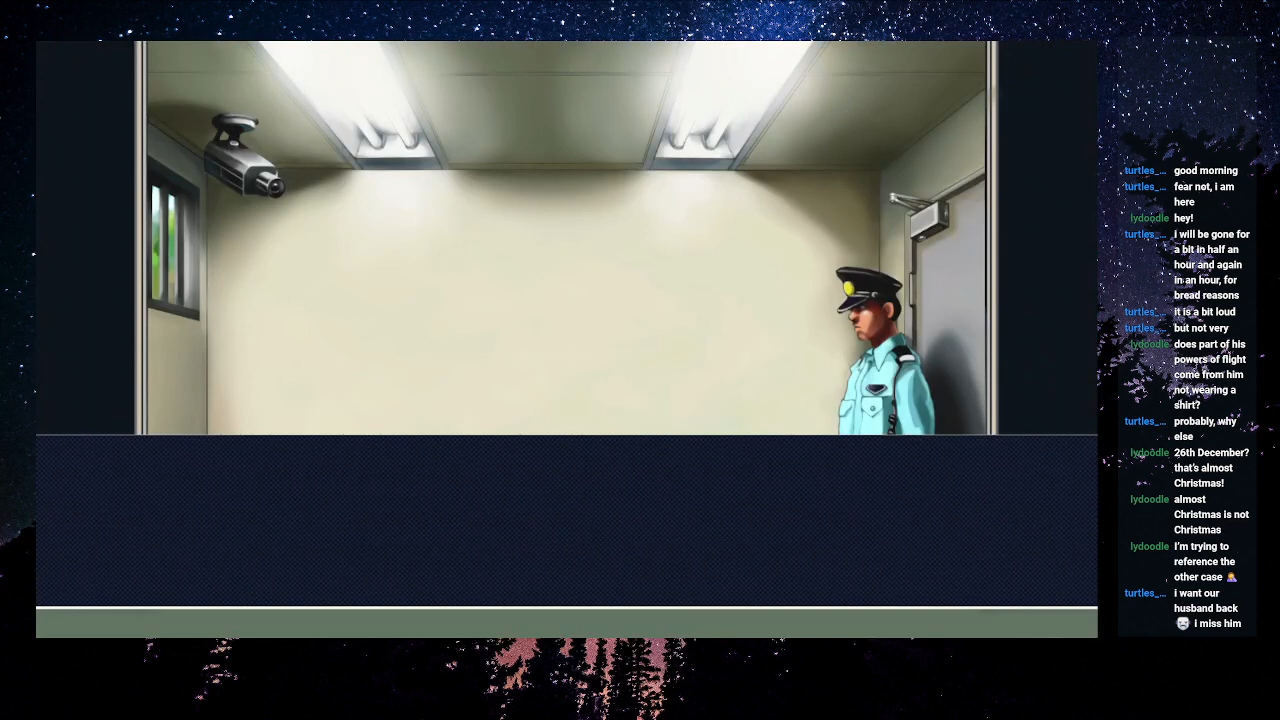 turtles_... good morning
turtles_... fear not, i am
here
lydoodle hey!
turtles_... i will be gone for
a bit in half an
hour and again
in an hour, for
bread reasons
turtles_... it is a bit loud
turtles_... but not very
lydoodle does part of his
powers of flight
come from him
not wearing a
shirt?
turtles_... probably, why
else
lydoodle 26th December?
that's almost
Christmas!
lydoodle almost
Christmas is not
Christmas
lydoodle I'm trying to
reference the
other case 🤦‍♀️
turtles_... i want our
husband back
i miss him